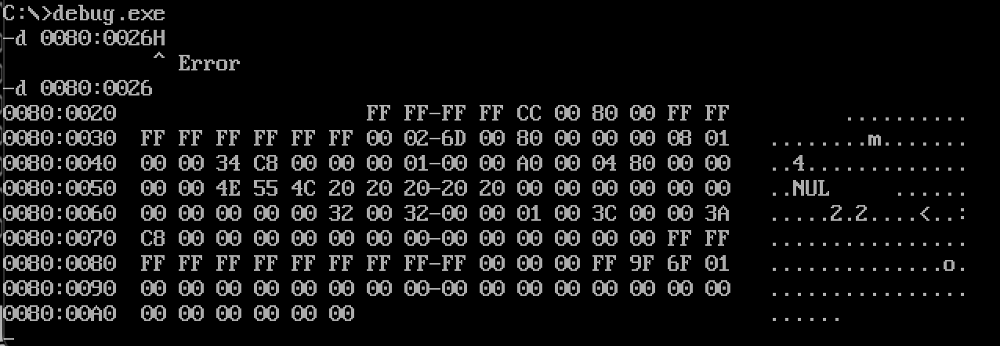 C:\>debug.exe
-d 0080:0026H
            ^ Error
-d 0080:0026
0080:0020                    FF FF-FF FF CC 00 80 00 FF FF         ..........
0080:0030  FF FF FF FF FF FF 00 02-6D 00 80 00 00 00 08 01   ........m.......
0080:0040  00 00 34 C8 00 00 00 01-00 00 A0 00 04 80 00 00   ..4.............
0080:0050  00 00 4E 55 4C 20 20 20-20 20 00 00 00 00 00 00   ..NUL     ......
0080:0060  00 00 00 00 00 32 00 32-00 00 01 00 3C 00 00 3A   .....2.2....<..:
0080:0070  C8 00 00 00 00 00 00 00-00 00 00 00 00 00 FF FF   ................
0080:0080  FF FF FF FF FF FF FF FF-FF 00 00 00 FF 9F 6F 01   ..............o.
0080:0090  00 00 00 00 00 00 00 00-00 00 00 00 00 00 00 00   ................
0080:00A0  00 00 00 00 00 00                                 ......
-